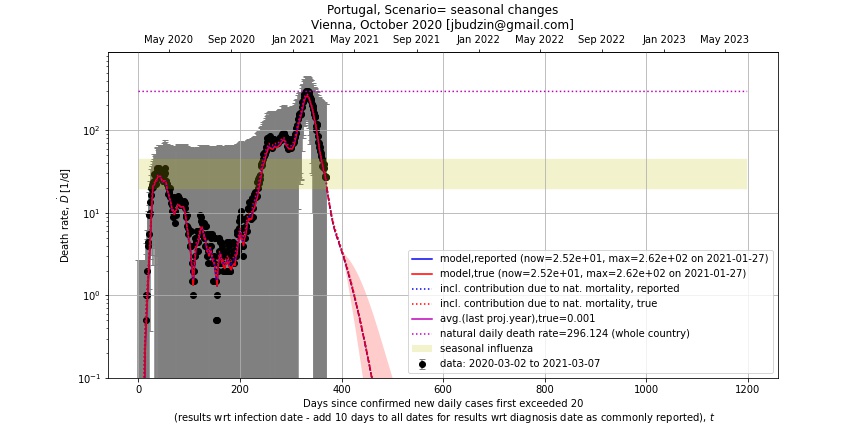 Portugal, Scenario= seasonal changes
Vienna, October 2020 [jbudzin@gmail.com]
May 2020 Sep 2020 Jan 2021 May 2021 Sep 2021 Jan 2022 May 2022 Sep 2022 Jan 2023 May 2023
Death rate, Ḋ [1/d]
10²
10¹
10⁰
10⁻¹
model,reported (now=2.52e+01, max=2.62e+02 on 2021-01-27)
model,true (now=2.52e+01, max=2.62e+02 on 2021-01-27)
incl. contribution due to nat. mortality, reported
incl. contribution due to nat. mortality, true
avg.(last proj.year),true=0.001
natural daily death rate=296.124 (whole country)
seasonal influenza
data: 2020-03-02 to 2021-03-07
0 200 400 600 800 1000 1200
Days since confirmed new daily cases first exceeded 20
(results wrt infection date - add 10 days to all dates for results wrt diagnosis date as commonly reported), t